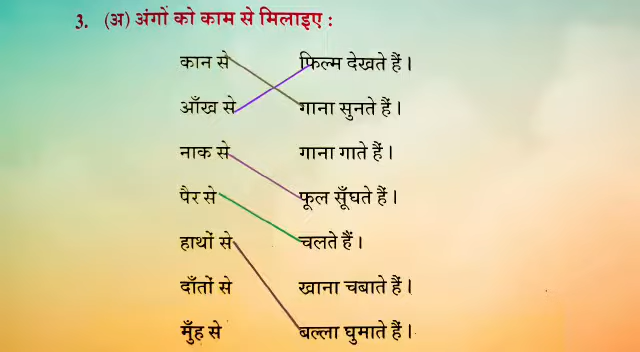 3. (अ) अंगों को काम से मिलाइए :
कान से फिल्म देखते हैं।
आँख से गाना सुनते हैं।
नाक से गाना गाते हैं।
पैर से फूल सूँघते हैं।
हाथों से चलते हैं।
दाँतों से खाना चबाते हैं।
मुँह से बल्ला घुमाते हैं।